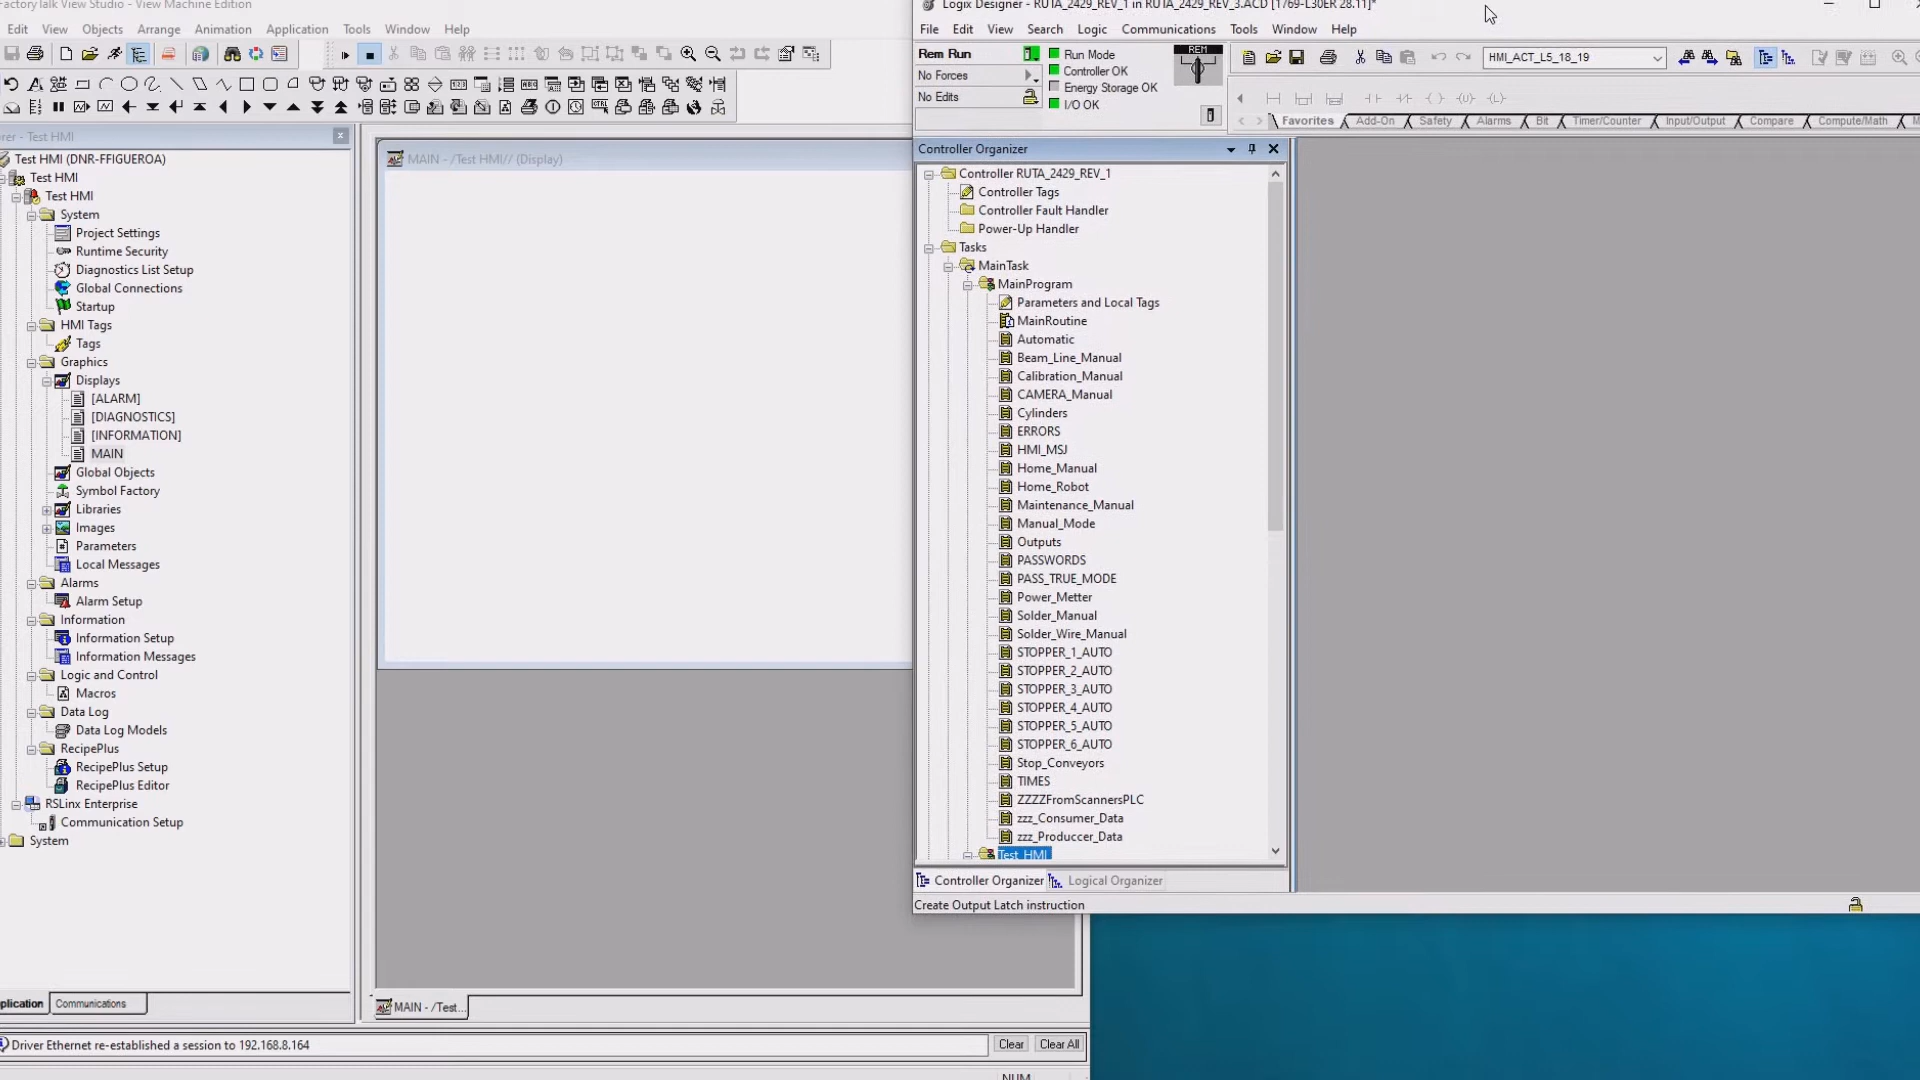 FactoryTalk View Studio - View Machine Edition
Edit View Objects Arrange Animation Application Tools Window Help
Test HMI
Test HMI (DNR-FFIGUEROA)
Test HMI
Test HMI
System
Project Settings
Runtime Security
Diagnostics List Setup
Global Connections
Startup
HMI Tags
Tags
Graphics
Displays
[ALARM]
[DIAGNOSTICS]
[INFORMATION]
MAIN
Global Objects
Symbol Factory
Libraries
Images
Parameters
Local Messages
Alarms
Alarm Setup
Information
Information Setup
Information Messages
Logic and Control
Macros
Data Log
Data Log Models
RecipePlus
RecipePlus Setup
RecipePlus Editor
RSLinx Enterprise
Communication Setup
System
plication Communications
MAIN - /Test HMI// (Display)
MAIN - /Test...
Driver Ethernet re-established a session to 192.168.8.164
Clear Clear All
NUM
Logix Designer - RUTA_2429_REV_1 in RUTA_2429_REV_3.ACD [1769-L30ER 28.11]*
File Edit View Search Logic Communications Tools Window Help
Rem Run
No Forces
No Edits
Run Mode
Controller OK
Energy Storage OK
I/O OK
REM
HMI_ACT_L5_18_19
Favorites Add-On Safety Alarms Bit Timer/Counter Input/Output Compare Compute/Math M
Controller Organizer
Controller RUTA_2429_REV_1
Controller Tags
Controller Fault Handler
Power-Up Handler
Tasks
MainTask
MainProgram
Parameters and Local Tags
MainRoutine
Automatic
Beam_Line_Manual
Calibration_Manual
CAMERA_Manual
Cylinders
ERRORS
HMI_MSJ
Home_Manual
Home_Robot
Maintenance_Manual
Manual_Mode
Outputs
PASSWORDS
PASS_TRUE_MODE
Power_Metter
Solder_Manual
Solder_Wire_Manual
STOPPER_1_AUTO
STOPPER_2_AUTO
STOPPER_3_AUTO
STOPPER_4_AUTO
STOPPER_5_AUTO
STOPPER_6_AUTO
Stop_Conveyors
TIMES
ZZZZFromScannersPLC
zzz_Consumer_Data
zzz_Produccer_Data
Test_HMI
Controller Organizer Logical Organizer
Create Output Latch instruction